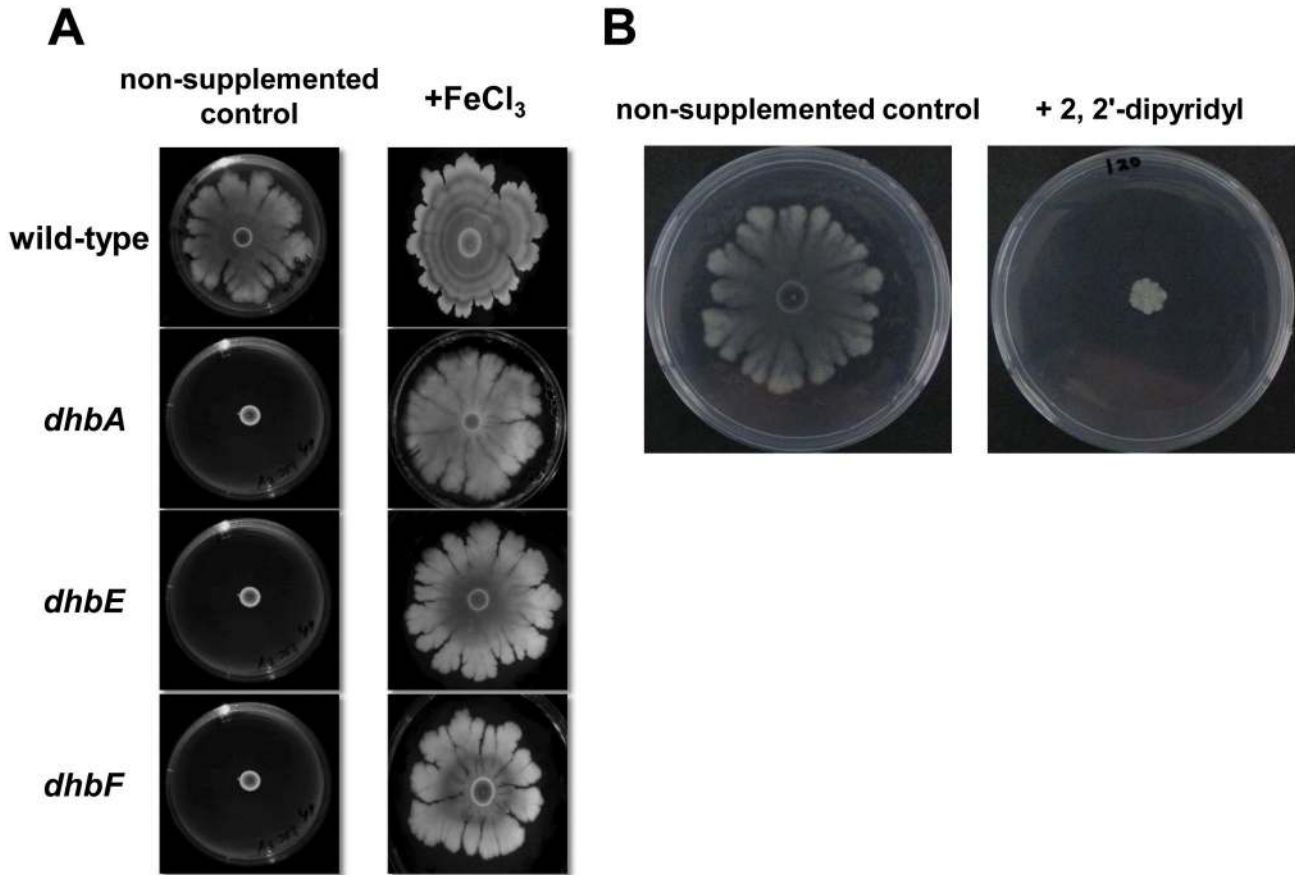 A
B
non-supplemented
control
+FeCl3
non-supplemented control
+ 2, 2'-dipyridyl
120
wild-type
dhbA
dhbE
dhbF